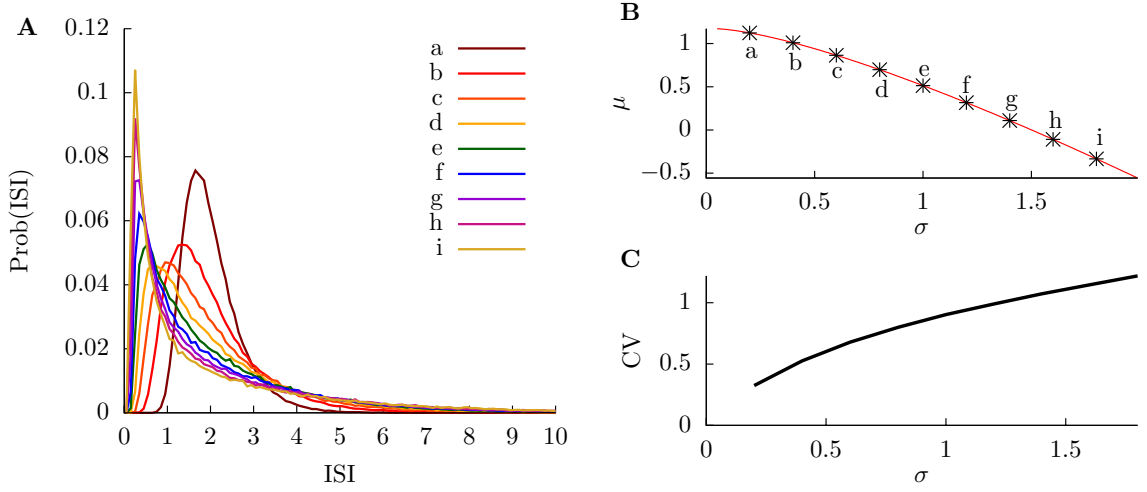 A
0.12
0.1
0.08
0.06
0.04
0.02
0
Prob(ISI)
0 1 2 3 4 5 6 7 8 9 10
ISI
a
b
c
d
e
f
g
h
i
B
1
0.5
0
−0.5
μ
a b c d e f g h i
0 0.5 1 1.5
σ
C
1
0.5
0
CV
0 0.5 1 1.5
σ